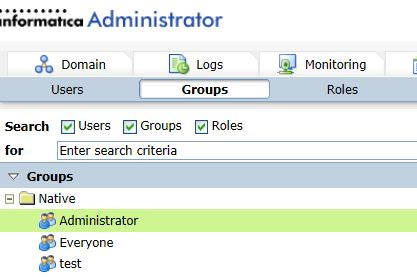 informatica Administrator
Domain Logs Monitoring
Users Groups Roles
Search Users Groups Roles
for Enter search criteria
Groups
Native
Administrator
Everyone
test